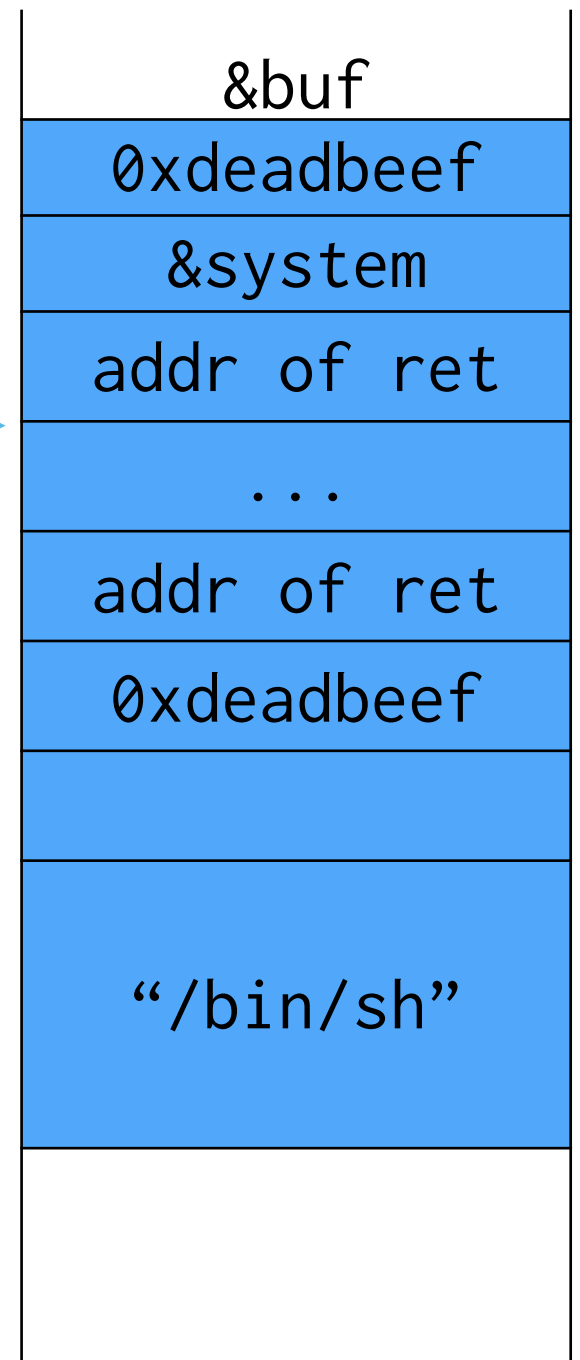 &buf
0xdeadbeef
&system
addr of ret
...
addr of ret
0xdeadbeef
“/bin/sh”